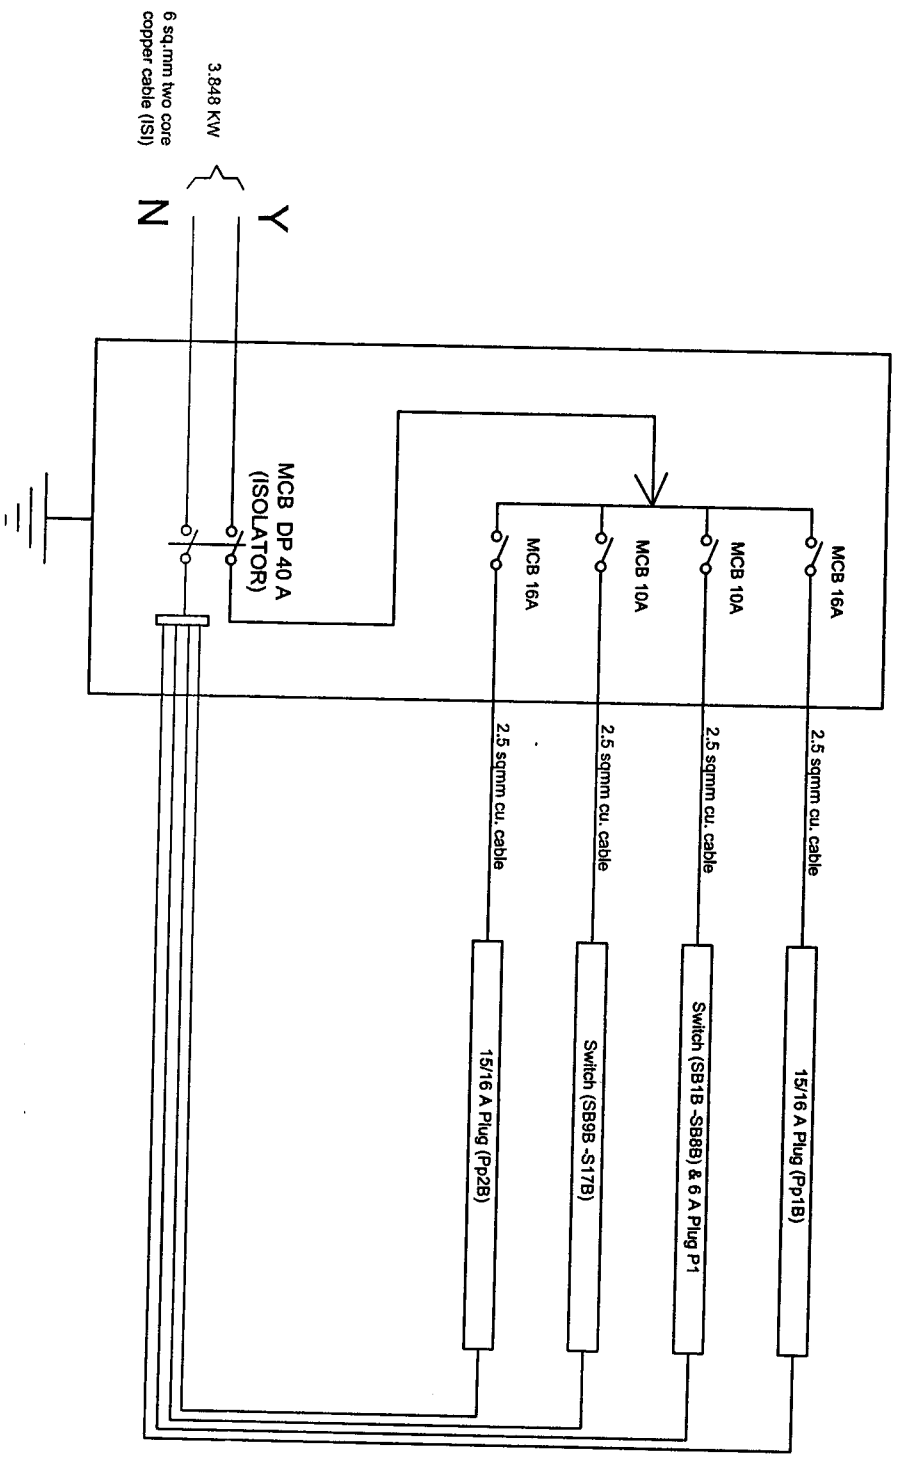 6 sq.mm two core
copper cable (ISI)
3.848 KW
Y
N
MCB DP 40 A
(ISOLATOR)
MCB 16A
MCB 10A
MCB 10A
MCB 16A
2.5 sqmm cu. cable
2.5 sqmm cu. cable
2.5 sqmm cu. cable
2.5 sqmm cu. cable
15/16 A Plug (Pp1B)
Switch (SB1B -SB8B) & 6 A Plug P1
Switch (SB9B -S17B)
15/16 A Plug (Pp2B)